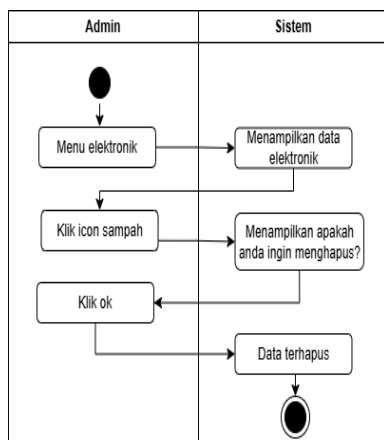 Admin
Sistem
Menu elektronik
Menampilkan data
elektronik
Klik icon sampah
Menampilkan apakah
anda ingin menghapus?
Klik ok
Data terhapus